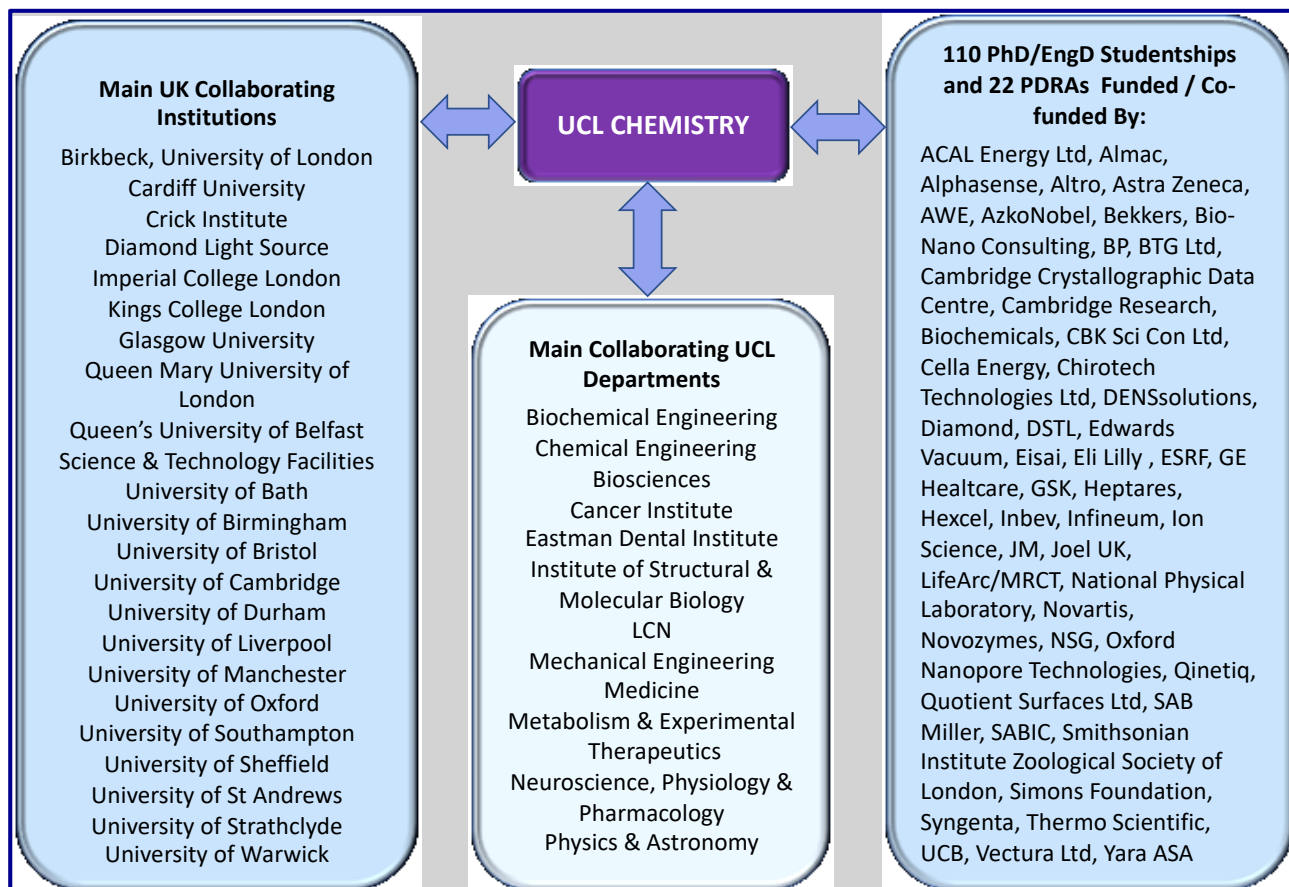 Main UK Collaborating
Institutions
Birkbeck, University of London
Cardiff University
Crick Institute
Diamond Light Source
Imperial College London
Kings College London
Glasgow University
Queen Mary University of
London
Queen's University of Belfast
Science & Technology Facilities
University of Bath
University of Birmingham
University of Bristol
University of Cambridge
University of Durham
University of Liverpool
University of Manchester
University of Oxford
University of Southampton
University of Sheffield
University of St Andrews
University of Strathclyde
University of Warwick
UCL CHEMISTRY
Main Collaborating UCL
Departments
Biochemical Engineering
Chemical Engineering
Biosciences
Cancer Institute
Eastman Dental Institute
Institute of Structural &
Molecular Biology
LCN
Mechanical Engineering
Medicine
Metabolism & Experimental
Therapeutics
Neuroscience, Physiology &
Pharmacology
Physics & Astronomy
110 PhD/EngD Studentships
and 22 PDRAs Funded / Co-
funded By:
ACAL Energy Ltd, Almac,
Alphasense, Altro, Astra Zeneca,
AWE, AzkoNobel, Bekkers, Bio-
Nano Consulting, BP, BTG Ltd,
Cambridge Crystallographic Data
Centre, Cambridge Research,
Biochemicals, CBK Sci Con Ltd,
Cella Energy, Chirotech
Technologies Ltd, DENSsolutions,
Diamond, DSTL, Edwards
Vacuum, Eisai, Eli Lilly , ESRF, GE
Healtcare, GSK, Heptares,
Hexcel, Inbev, Infineum, Ion
Science, JM, Joel UK,
LifeArc/MRCT, National Physical
Laboratory, Novartis,
Novozymes, NSG, Oxford
Nanopore Technologies, Qinetiq,
Quotient Surfaces Ltd, SAB
Miller, SABIC, Smithsonian
Institute Zoological Society of
London, Simons Foundation,
Syngenta, Thermo Scientific,
UCB, Vectura Ltd, Yara ASA